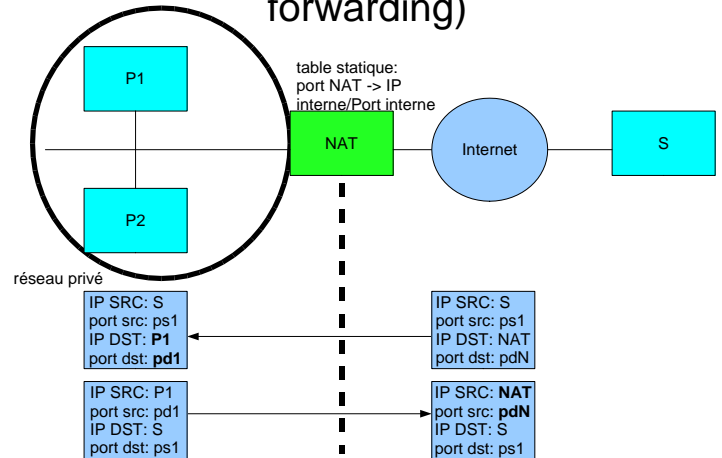 forwarding)
P1
table statique:
port NAT -> IP
interne/Port interne
NAT
Internet
S
P2
réseau privé
IP SRC: S
port src: ps1
IP DST: P1
port dst: pd1
IP SRC: S
port src: ps1
IP DST: NAT
port dst: pdN
IP SRC: P1
port src: pd1
IP DST: S
port dst: ps1
IP SRC: NAT
port src: pdN
IP DST: S
port dst: ps1